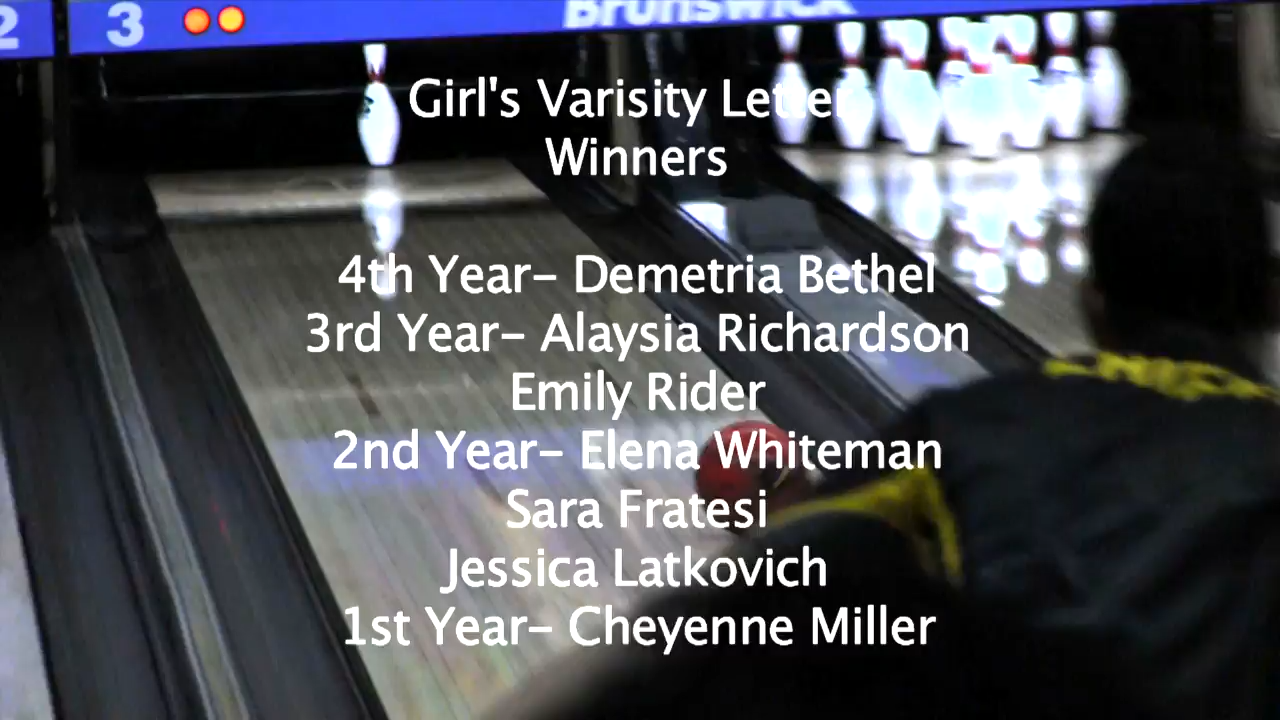 2 3 Brunswick
Girl's Varisity Letter
Winners
4th Year– Demetria Bethel
3rd Year– Alaysia Richardson
Emily Rider
2nd Year– Elena Whiteman
Sara Fratesi
Jessica Latkovich
1st Year– Cheyenne Miller